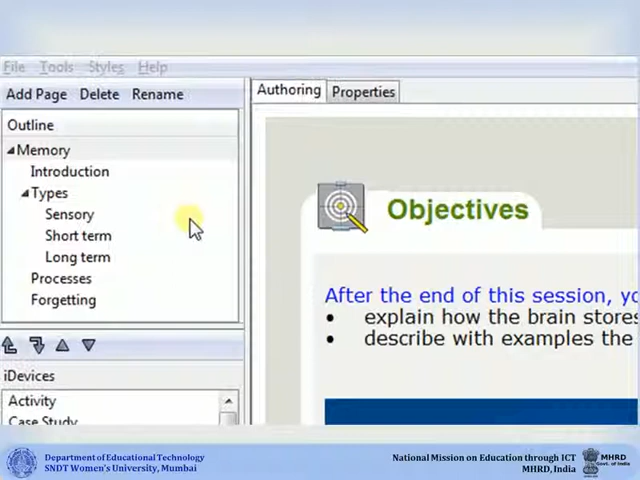 File Tools Styles Help
Add Page Delete Rename
Authoring Properties
Outline
Memory
Introduction
Types
Sensory
Short term
Long term
Processes
Forgetting
Objectives
After the end of this session, yo
• explain how the brain stores
• describe with examples the
iDevices
Activity
Case Study
Department of Educational Technology
SNDT Women's University, Mumbai
National Mission on Education through ICT
MHRD, India
MHRD
Govt. of India